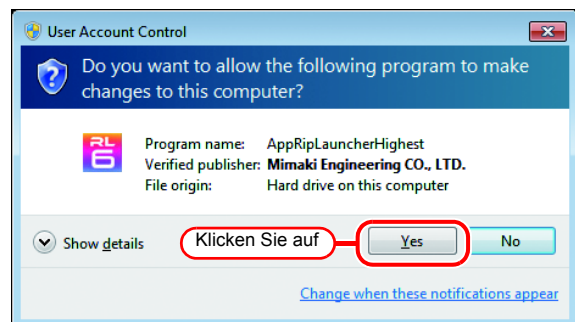 User Account Control
Do you want to allow the following program to make
changes to this computer?
RL
6
Program name: AppRipLauncherHighest
Verified publisher: Mimaki Engineering CO., LTD.
File origin: Hard drive on this computer
Show details
Klicken Sie auf
Yes
No
Change when these notifications appear